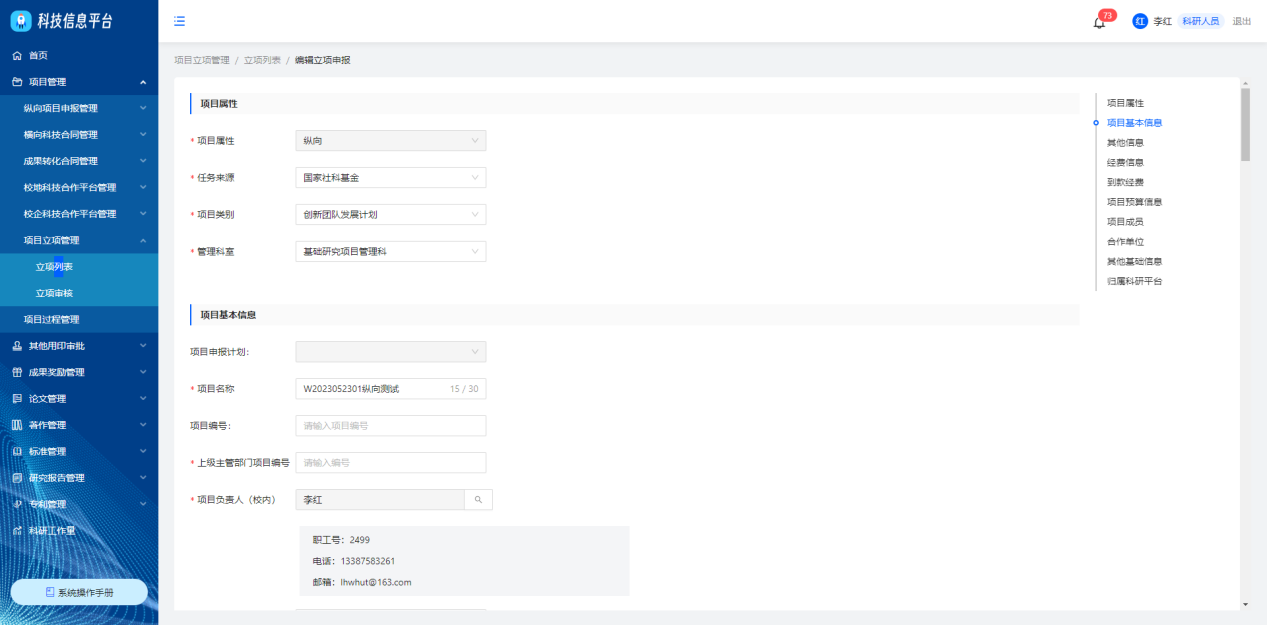 科技信息平台
73
红 李红 科研人员 退出
首页
项目管理
纵向项目申报管理
横向科技合同管理
成果转化合同管理
校地科技合作平台管理
校企科技合作平台管理
项目立项管理
立项列表
立项审核
项目过程管理
其他用印审批
成果奖励管理
论文管理
著作管理
标准管理
研究报告管理
专利管理
科研工作量
系统操作手册
项目立项管理 / 立项列表 / 编辑立项申报
项目属性
* 项目属性 纵向
* 任务来源 国家社科基金
* 项目类别 创新团队发展计划
* 管理科室 基础研究项目管理科
项目基本信息
项目申报计划:
* 项目名称 W2023052301纵向测试 15 / 30
项目编号: 请输入项目编号
* 上级主管部门项目编号 请输入编号
* 项目负责人（校内） 李红
职工号: 2499
电话: 13387583261
邮箱: lhwhut@163.com
项目属性
项目基本信息
其他信息
经费信息
到款经费
项目预算信息
项目成员
合作单位
其他基础信息
归属科研平台